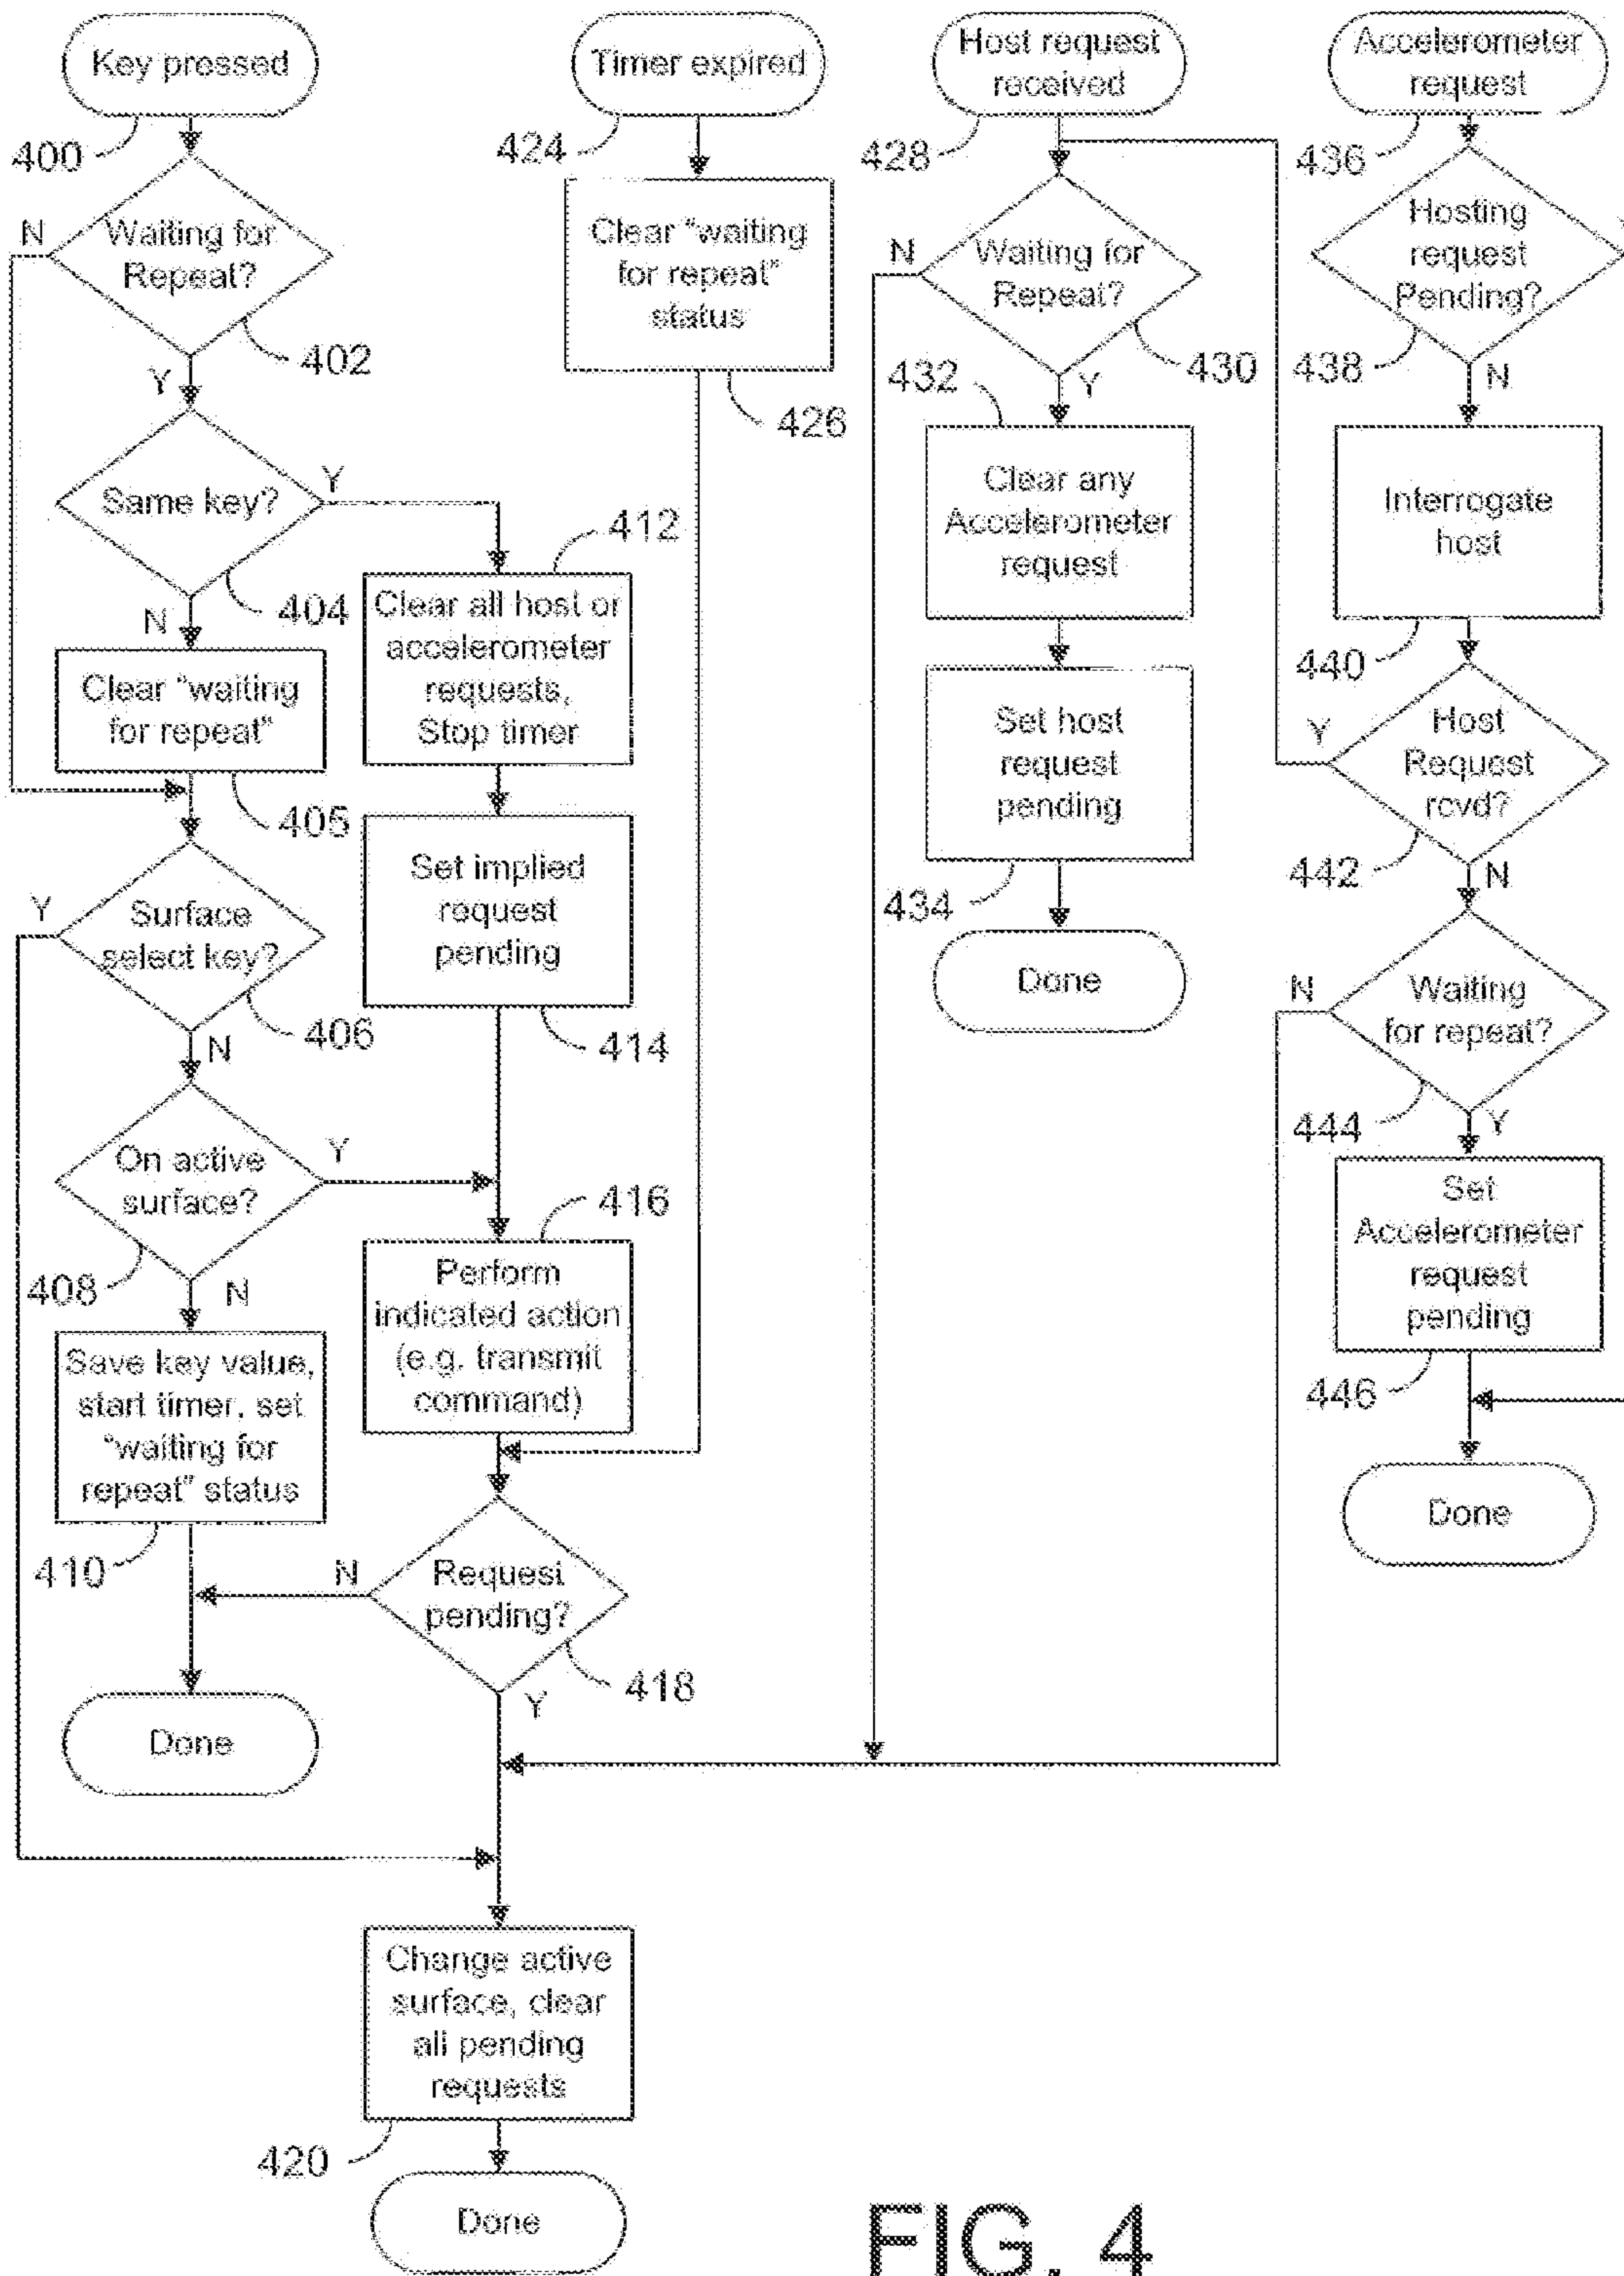 Key pressed
400
N
Waiting for
Repeat?
402
Y
Same key?
Y
404
N
Clear "waiting
for repeat"
405
Y
Surface
select key?
406
N
On active
surface?
Y
408
N
Save key value,
start timer, set
"waiting for
repeat" status
410
Done
412
Clear all host or
accelerometer
requests,
Stop timer
Set implied
request
pending
414
416
Perform
indicated action
(e.g. transmit
command)
N
Request
pending?
418
Y
Change active
surface, clear
all pending
requests
420
Done
Timer expired
424
Clear "waiting
for repeat"
status
426
Host request
received
428
N
Waiting for
Repeat?
430
432
Y
Clear any
Accelerometer
request
Set host
request
pending
434
Done
Accelerometer
request
436
Hosting
request
Pending?
438
N
Interrogate
host
440
Y
Host
Request
rcvd?
442
N
N
Waiting
for repeat?
444
Y
Set
Accelerometer
request
pending
446
Done
FIG. 4